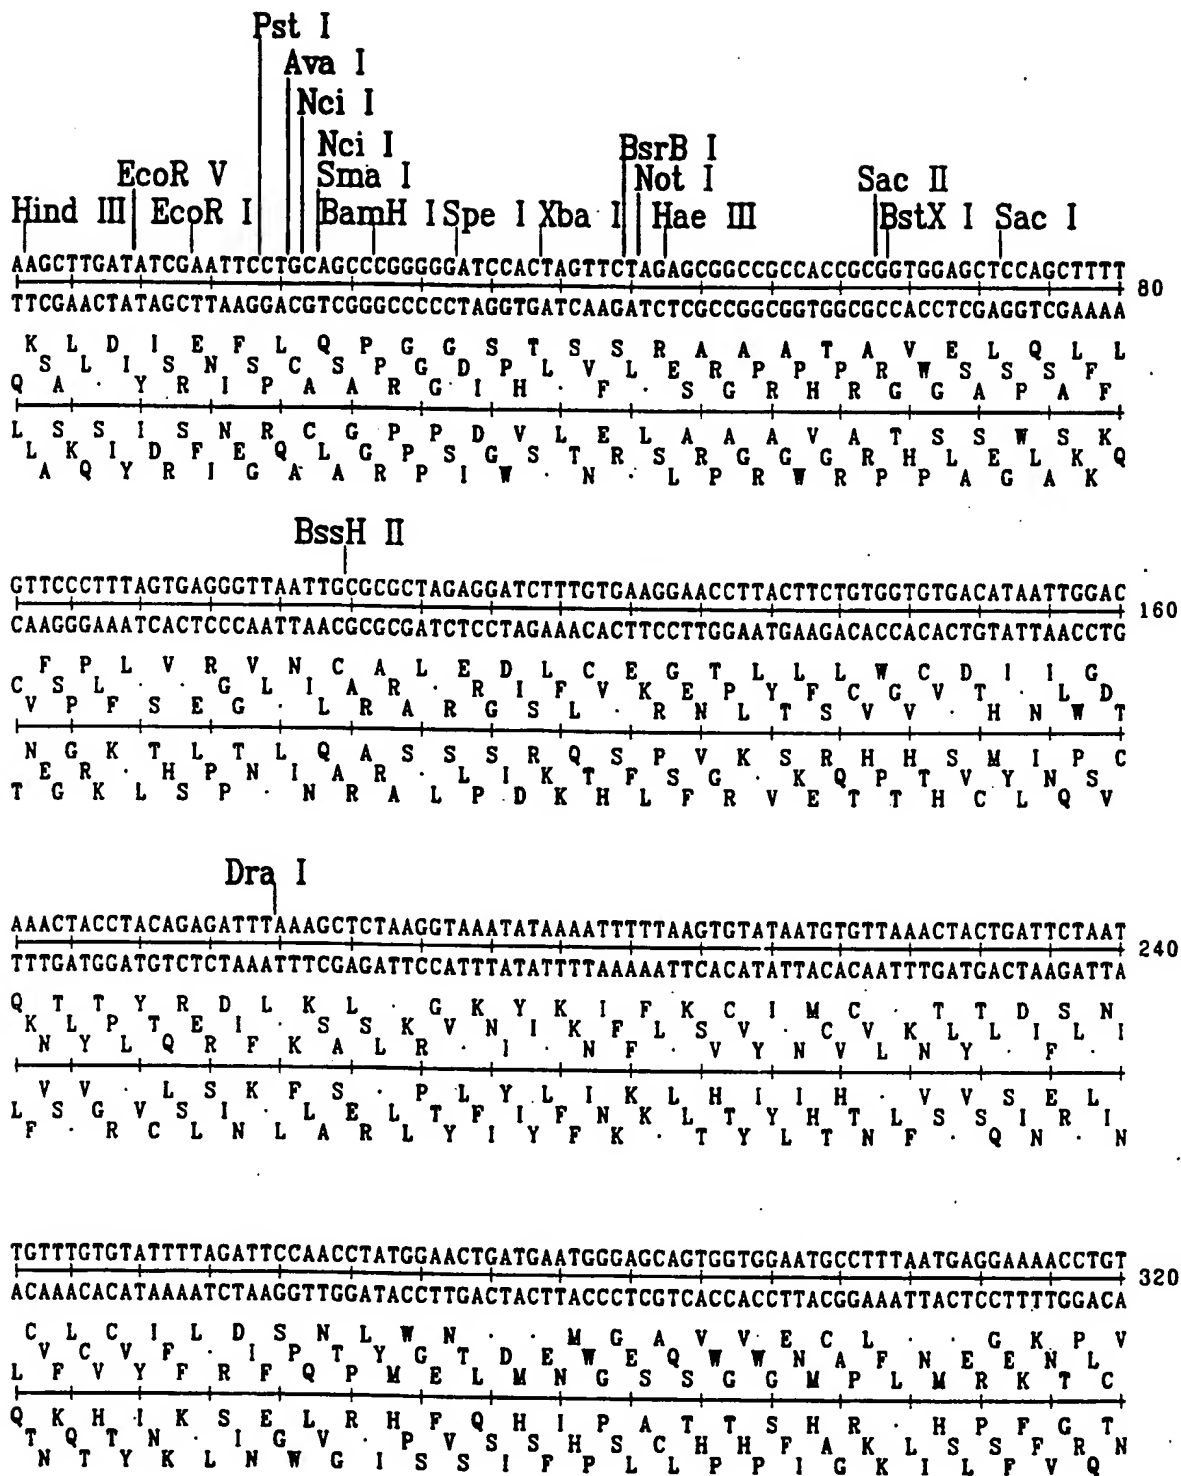 Pst I
Ava I
Nci I
Nci I BsrB I
EcoR V Sma I Not I Sac II
Hind III EcoR I BamH I Spe I Xba I Hae III BstX I Sac I
AAGCTTGATATCGAATTCCTGCAGCCCGGGGGATCCACTAGTTCTAGAGCGGCCGCCACCGCGGTGGAGCTCCAGCTTTT
80
TTCGAACTATAGCTTAAGGACGTCGGGCCCCCTAGGTGATCAAGATCTCGCCGGCGGTGGCGCCACCTCGAGGTCGAAAA
K L D I E F L Q P G G S T S S R A A A T A V E L Q L L
S L I S N S C S P G D P L V L E R P P P R W S S S F
Q A · Y R I P A A R G I H · F · S G R H R G G A P A F
L S S I S N R C G P P D V L E L A A A V A T S S W S K
L K I D F E Q L G P S G S T R S R G G G R H L E L K Q
A Q Y R I G A A R P I W · N · L P R W R P P A G A K
BssH II
GTTCCCTTTAGTGAGGGTTAATTGCGCGCTAGAGGATCTTTGTGAAGGAACCTTACTTCTGTGGTGTGACATAATTGGAC
160
CAAGGGAAATCACTCCCAATTAACGCGCGATCTCCTAGAAACACTTCCTTGGAATGAAGACACCACACTGTATTAACCTG
F P L V R V N C A L E D L C E G T L L L W C D I I G
C S L · · G L I A R · R I F V K E P Y F C G V T · L D
V P F S E G · L R A R G S L · R N L T S V V · H N W T
N G K T L T L Q A S S S R Q S P V K S R H H S M I P C
E R · H P N I A R · L I K T F S G · K Q P T V Y N S
T G K L S P · N R A L P D K H L F R V E T T H C L Q V
Dra I
AAACTACCTACAGAGATTTAAAGCTCTAAGGTAAATATAAAATTTTTAAGTGTATAATGTGTTAAACTACTGATTCTAAT
240
TTTGATGGATGTCTCTAAATTTCGAGATTCCATTTATATTTTAAAAATTCACATATTACACAATTTGATGACTAAGATTA
Q T T Y R D L K L · G K Y K I F K C I M C · T T D S N
K L P T E I · S S K V N I K F L S V · C V K L L I L I
N Y L Q R F K A L R · I · N F · V Y N V L N Y · F ·
V V · L S K F S · P L Y L I K L H I I H · V V S E L
L S G V S I · L E L T F I F N K L T Y H T L S S I R I
F · R C L N L A R L Y I Y F K · T Y L T N F · Q N · N
TGTTTGTGTATTTTAGATTCCAACCTATGGAACTGATGAATGGGAGCAGTGGTGGAATGCCTTTAATGAGGAAAACCTGT
320
ACAAACACATAAAATCTAAGGTTGGATACCTTGACTACTTACCCTCGTCACCACCTTACGGAAATTACTCCTTTTGGACA
C L C I L D S N L W N · · M G A V V E C L · · G K P V
V C V F · I P T Y G T D E W E Q W W N A F N E E N L
L F V Y F R F Q P M E L M N G S S G G M P L M R K T C
Q K H I K S E L R H F Q H I P A T T S H R · H P F G T
T Q T N · I G V · P V S S H S C H H F A K L S S F R N
N T Y K L N W G I S S I F P L L P P I G K I L F V Q